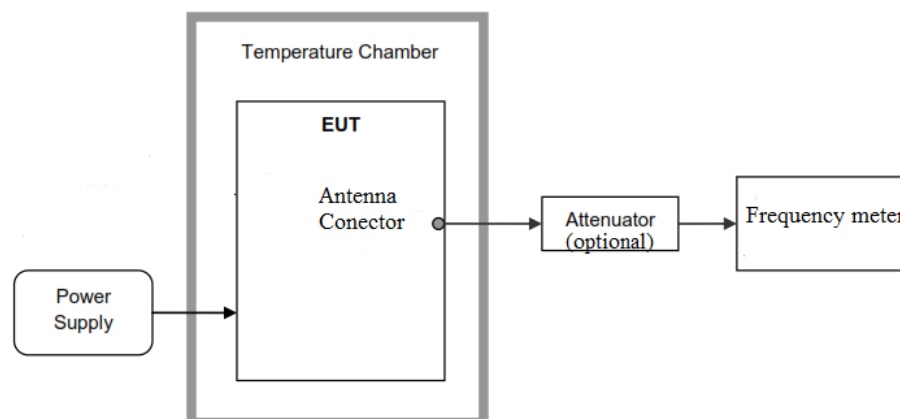 Temperature Chamber
EUT
Antenna
Conector
Attenuator
(optional)
Frequency meter
Power
Supply